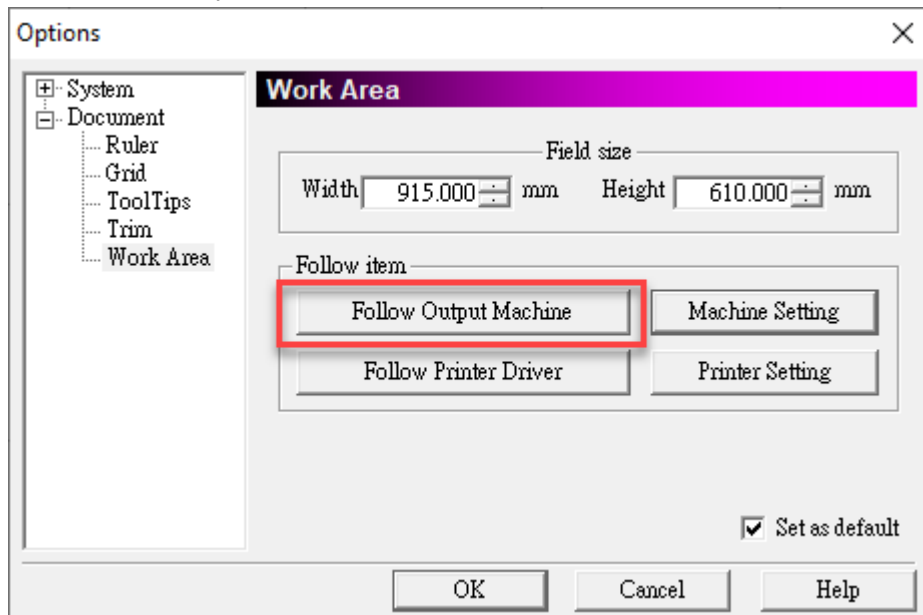 Options
System
Document
Ruler
Grid
ToolTips
Trim
Work Area
Work Area
Field size
Width 915.000 mm Height 610.000 mm
Follow item
Follow Output Machine Machine Setting
Follow Printer Driver Printer Setting
Set as default
OK Cancel Help